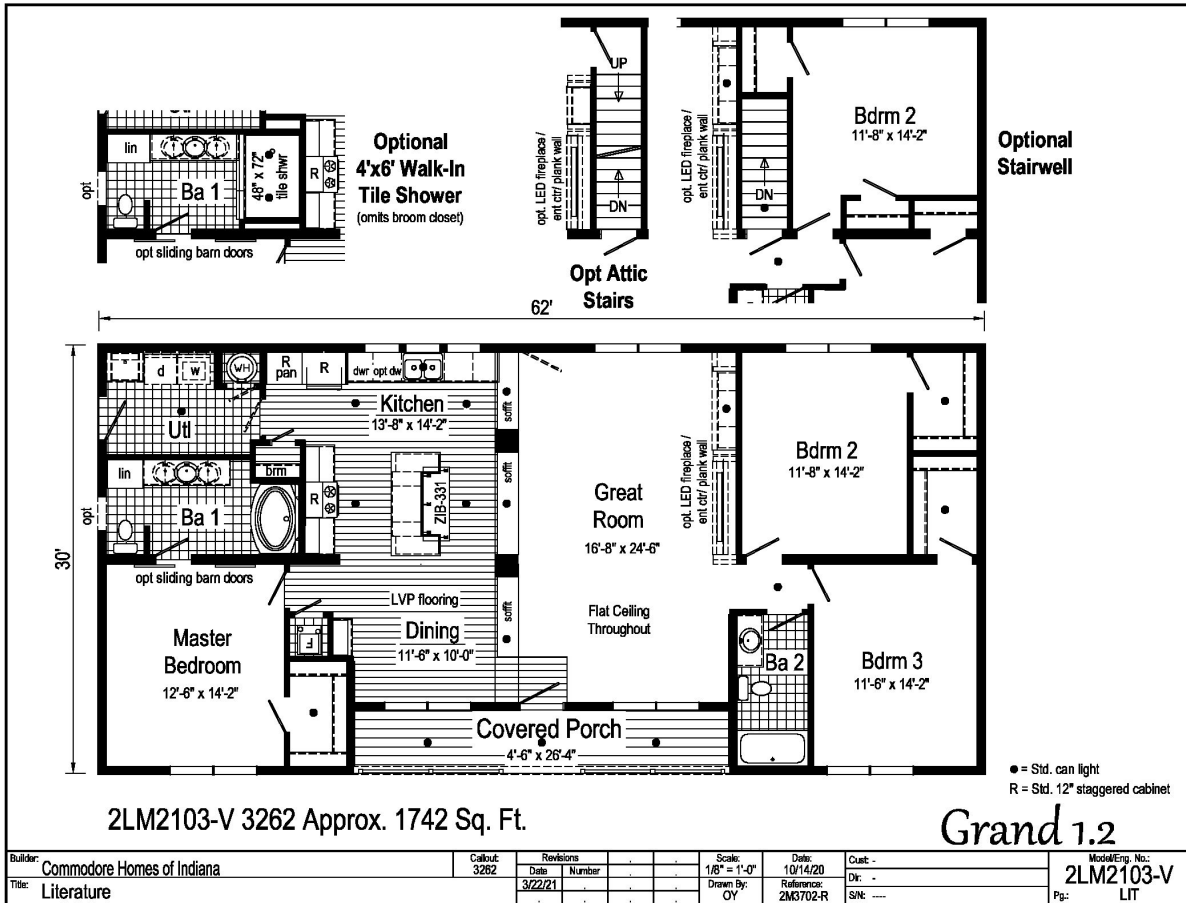 lin
Ba 1
48" x 72"
tile shwr
R
opt
opt sliding barn doors
Optional
4'x6' Walk-In
Tile Shower
(omits broom closet)
UP
DN
opt. LED fireplace /
ent ctr/ plank wall
Opt Attic
Stairs
opt. LED fireplace /
ent ctr/ plank wall
DN
Bdrm 2
11'-8" x 14'-2"
Optional
Stairwell
62'
30'
d
w
WH
R
pan
R
dwr
opt dw
Utl
Kitchen
13'-8" x 14'-2"
soffit
brm
lin
Ba 1
opt
R
ZIB-331
soffit
opt sliding barn doors
Great
Room
16'-8" x 24'-6"
opt. LED fireplace /
ent ctr/ plank wall
Bdrm 2
11'-8" x 14'-2"
Master
Bedroom
12'-6" x 14'-2"
LVP flooring
F
Dining
11'-6" x 10'-0"
soffit
Flat Ceiling
Throughout
Ba 2
Bdrm 3
11'-6" x 14'-2"
Covered Porch
4'-6" x 26'-4"
● = Std. can light
R = Std. 12" staggered cabinet
2LM2103-V 3262 Approx. 1742 Sq. Ft.
Grand 1.2
Builder: Commodore Homes of Indiana
Title: Literature
Callout:
3262
Revisions
Date Number
3/22/21
Scale:
1/8" = 1'-0"
Drawn By:
OY
Date:
10/14/20
Reference:
2M3702-R
Cust: -
Dir: -
S/N: ----
Model/Eng. No.:
2LM2103-V
Pg.: LIT